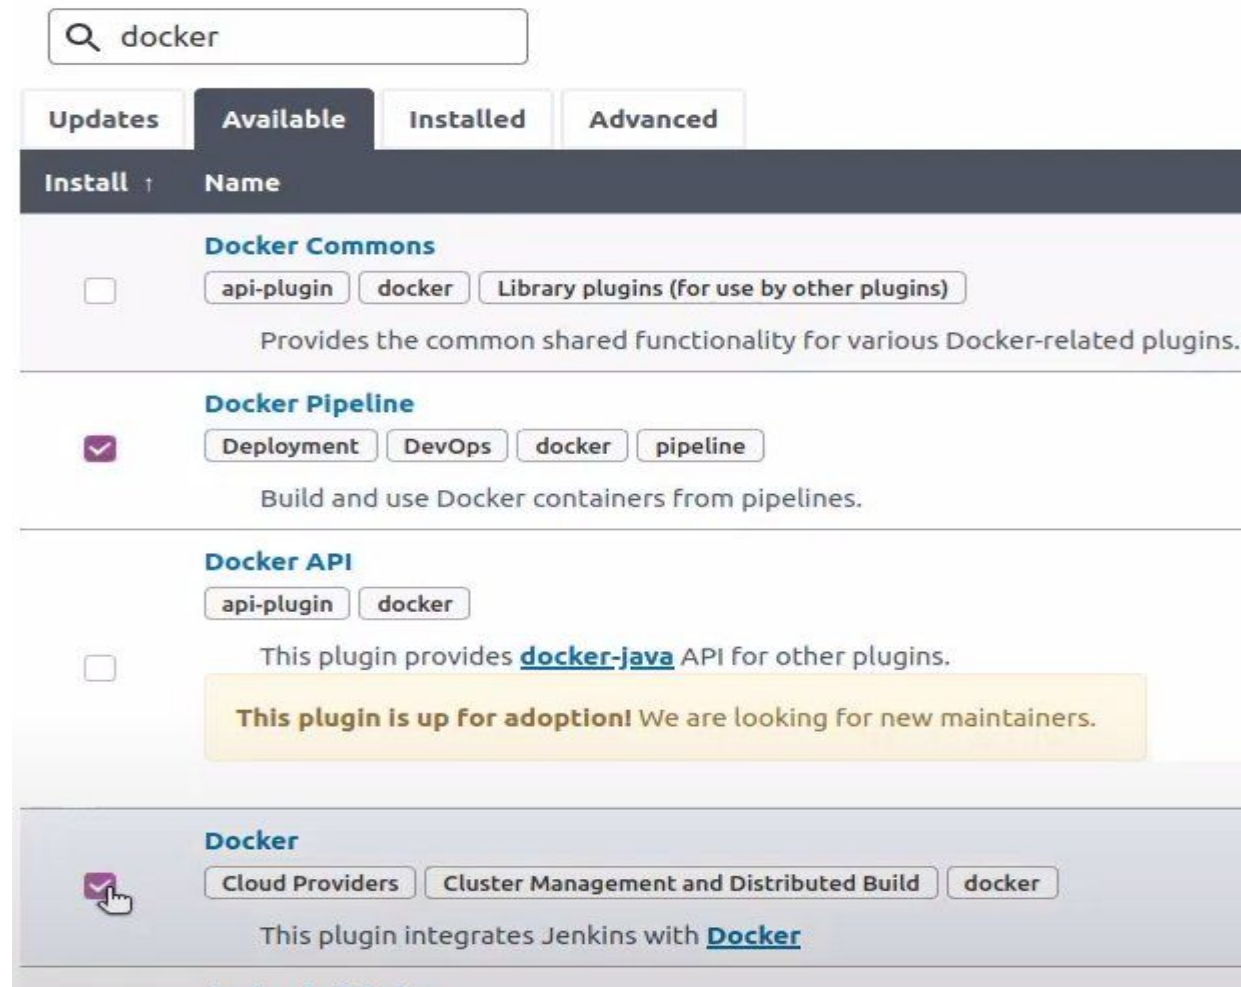 docker
Updates Available Installed Advanced
Install ↑ Name
Docker Commons
api-plugin docker Library plugins (for use by other plugins)
Provides the common shared functionality for various Docker-related plugins.
Docker Pipeline
Deployment DevOps docker pipeline
Build and use Docker containers from pipelines.
Docker API
api-plugin docker
This plugin provides docker-java API for other plugins.
This plugin is up for adoption! We are looking for new maintainers.
Docker
Cloud Providers Cluster Management and Distributed Build docker
This plugin integrates Jenkins with Docker